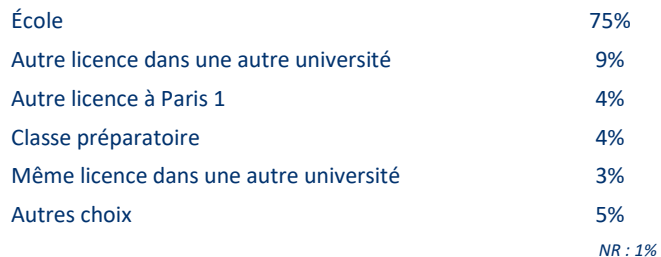 École 75%
Autre licence dans une autre université 9%
Autre licence à Paris 1 4%
Classe préparatoire 4%
Même licence dans une autre université 3%
Autres choix 5%
NR : 1%